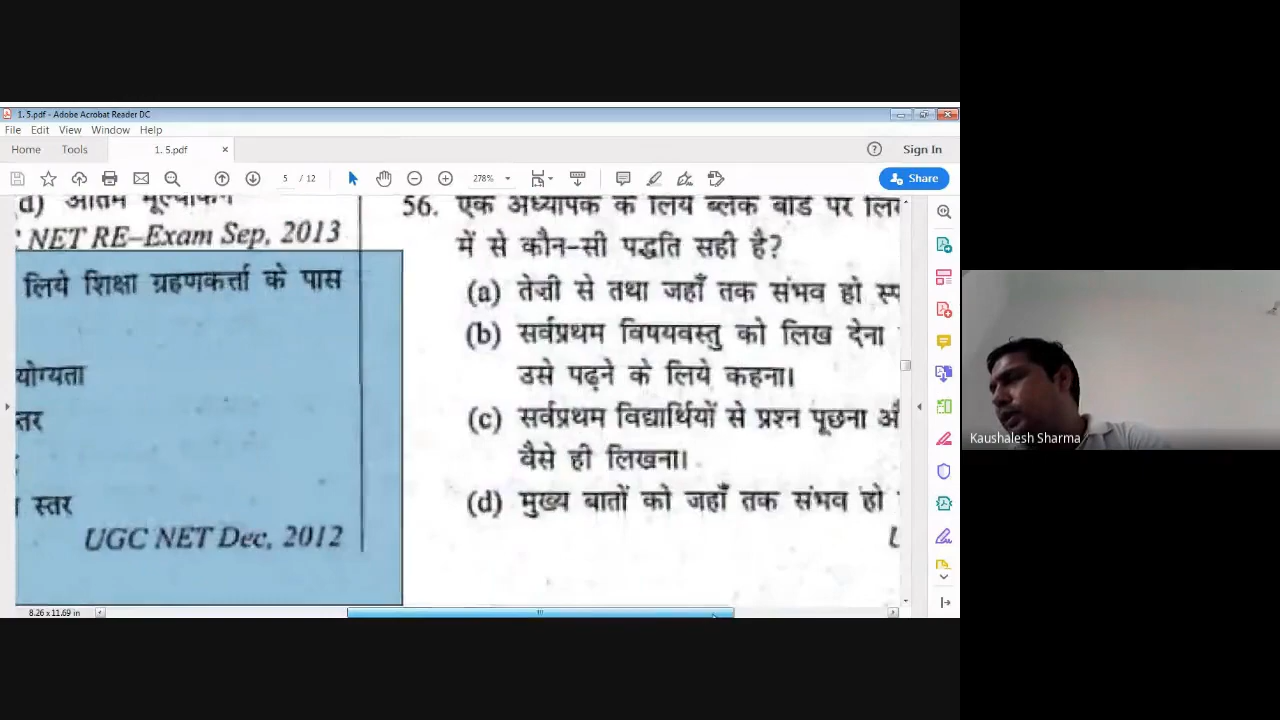 1. 5.pdf - Adobe Acrobat Reader DC
File Edit View Window Help
Home Tools 1. 5.pdf × Sign In
5 / 12 278% Share
(d) अंतिम मूल्यांकन
NET RE–Exam Sep, 2013
लिये शिक्षा ग्रहणकर्त्ता के पास
योग्यता
स्तर
UGC NET Dec, 2012
56. एक अध्यापक के लिये ब्लैक बोर्ड पर
में से कौन-सी पद्धति सही है?
(a) तेज़ी से तथा जहाँ तक संभव हो
(b) सर्वप्रथम विषयवस्तु को लिख देना
उसे पढ़ने के लिये कहना।
(c) सर्वप्रथम विद्यार्थियों से प्रश्न पूछना
वैसे ही लिखना।
(d) मुख्य बातों को जहाँ तक संभव हो
8.26 x 11.69 in
Kaushalesh Sharma